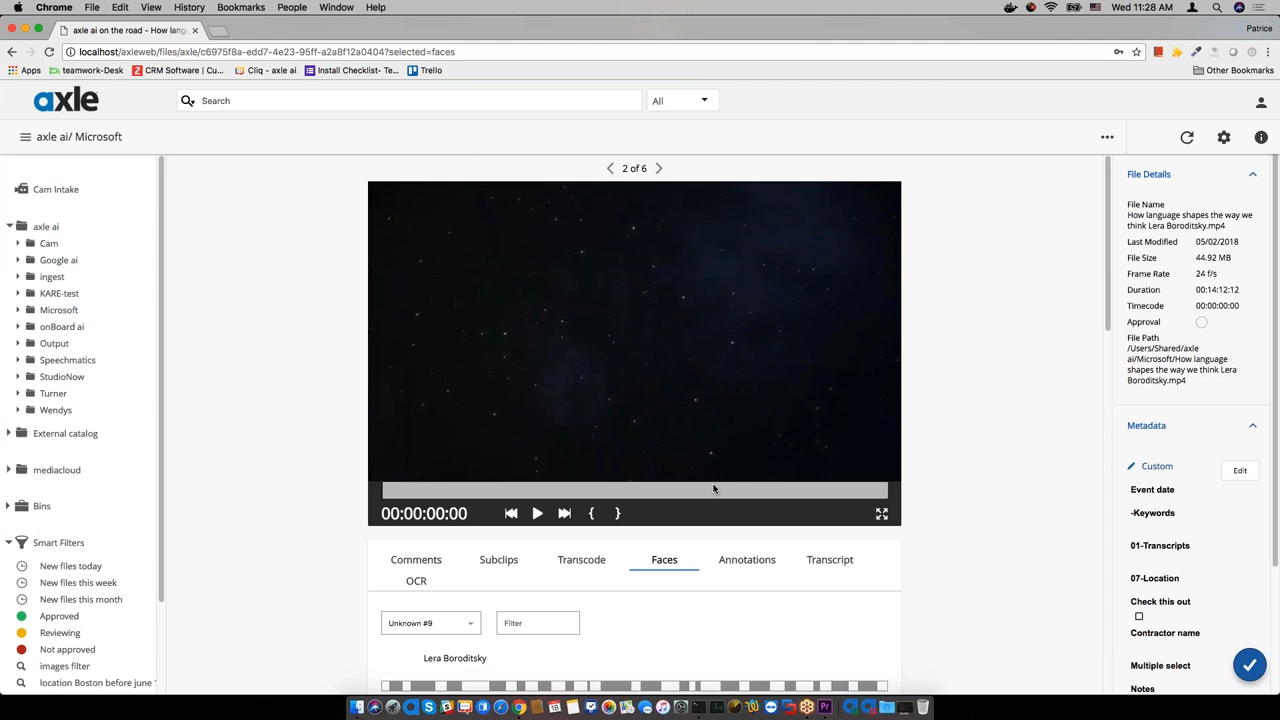 Chrome File Edit View History Bookmarks People Window Help Wed 11:28 AM
axle ai on the road - How lang Patrice
localhost/axleweb/files/axle/c6975f8a-edd7-4e23-95ff-a2a8f12a0404?selected=faces
Apps teamwork-Desk CRM Software | Cu... Cliq - axle ai Install Checklist- Te... Trello Other Bookmarks
axle Search All
axle ai/ Microsoft
2 of 6
Cam Intake
axle ai
Cam
Google ai
ingest
KARE-test
Microsoft
onBoard ai
Output
Speechmatics
StudioNow
Turner
Wendys
External catalog
mediacloud
Bins
Smart Filters
New files today
New files this week
New files this month
Approved
Reviewing
Not approved
images filter
location Boston before june '
00:00:00:00 { }
Comments Subclips Transcode Faces Annotations Transcript
OCR
Unknown #9 Filter
Lera Boroditsky
File Details
File Name
How language shapes the way we
think Lera Boroditsky.mp4
Last Modified 05/02/2018
File Size 44.92 MB
Frame Rate 24 f/s
Duration 00:14:12:12
Timecode 00:00:00:00
Approval
File Path
/Users/Shared/axle
ai/Microsoft/How language
shapes the way we think Lera
Boroditsky.mp4
Metadata
Custom Edit
Event date
-Keywords
01-Transcripts
07-Location
Check this out
Contractor name
Multiple select
Notes